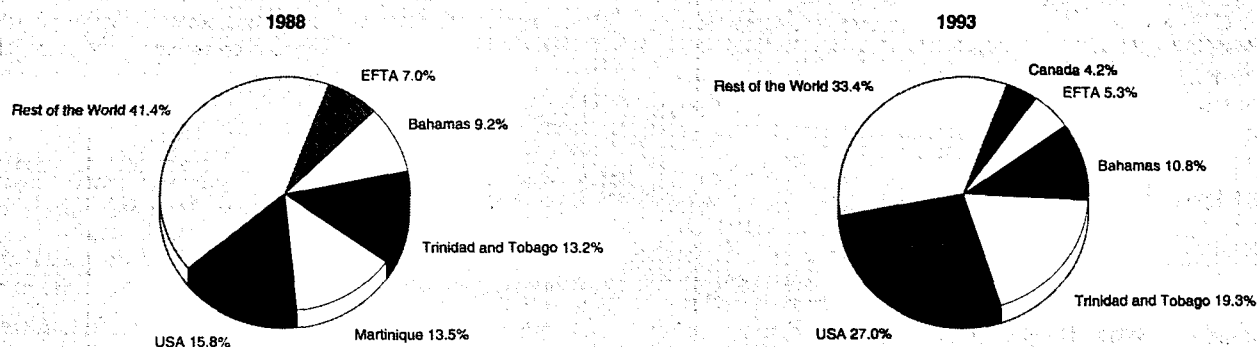 1988
EFTA 7.0%
Rest of the World 41.4%
Bahamas 9.2%
Trinidad and Tobago 13.2%
Martinique 13.5%
USA 15.8%
1993
Canada 4.2%
Rest of the World 33.4%
EFTA 5.3%
Bahamas 10.8%
Trinidad and Tobago 19.3%
USA 27.0%